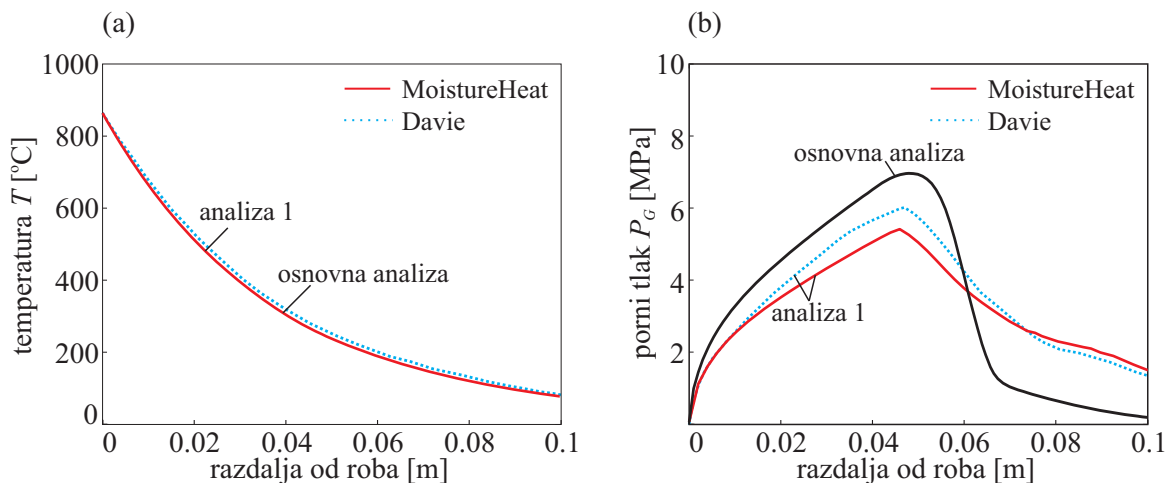 (a)
temperatura T [°C]
1000
800
600
400
200
0
MoistureHeat
Davie
analiza 1
osnovna analiza
0 0.02 0.04 0.06 0.08 0.1
razdalja od roba [m]
(b)
porni tlak P_G [MPa]
10
8
6
4
2
MoistureHeat
Davie
osnovna analiza
analiza 1
0 0.02 0.04 0.06 0.08 0.1
razdalja od roba [m]